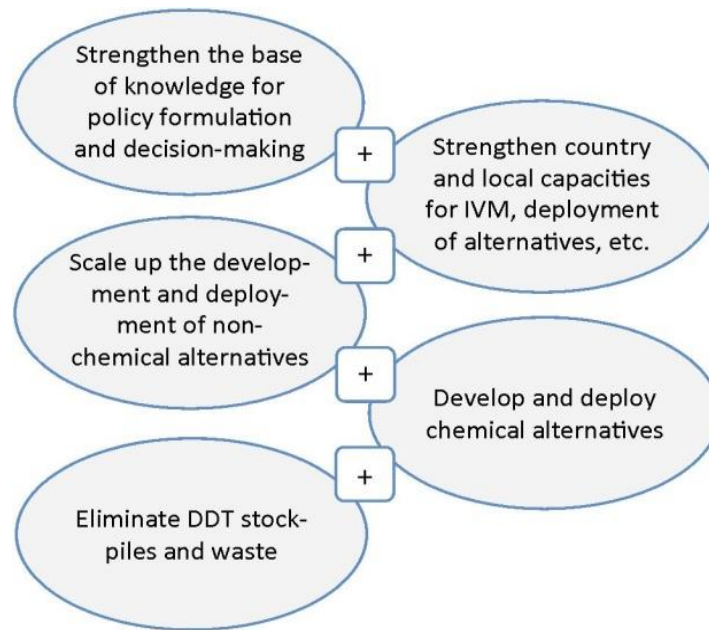 Strengthen the base
of knowledge for
policy formulation
and decision-making
+
Strengthen country
and local capacities
for IVM, deployment
of alternatives, etc.
+
Scale up the develop-
ment and deploy-
ment of non-
chemical alternatives
+
Develop and deploy
chemical alternatives
+
Eliminate DDT stock-
piles and waste